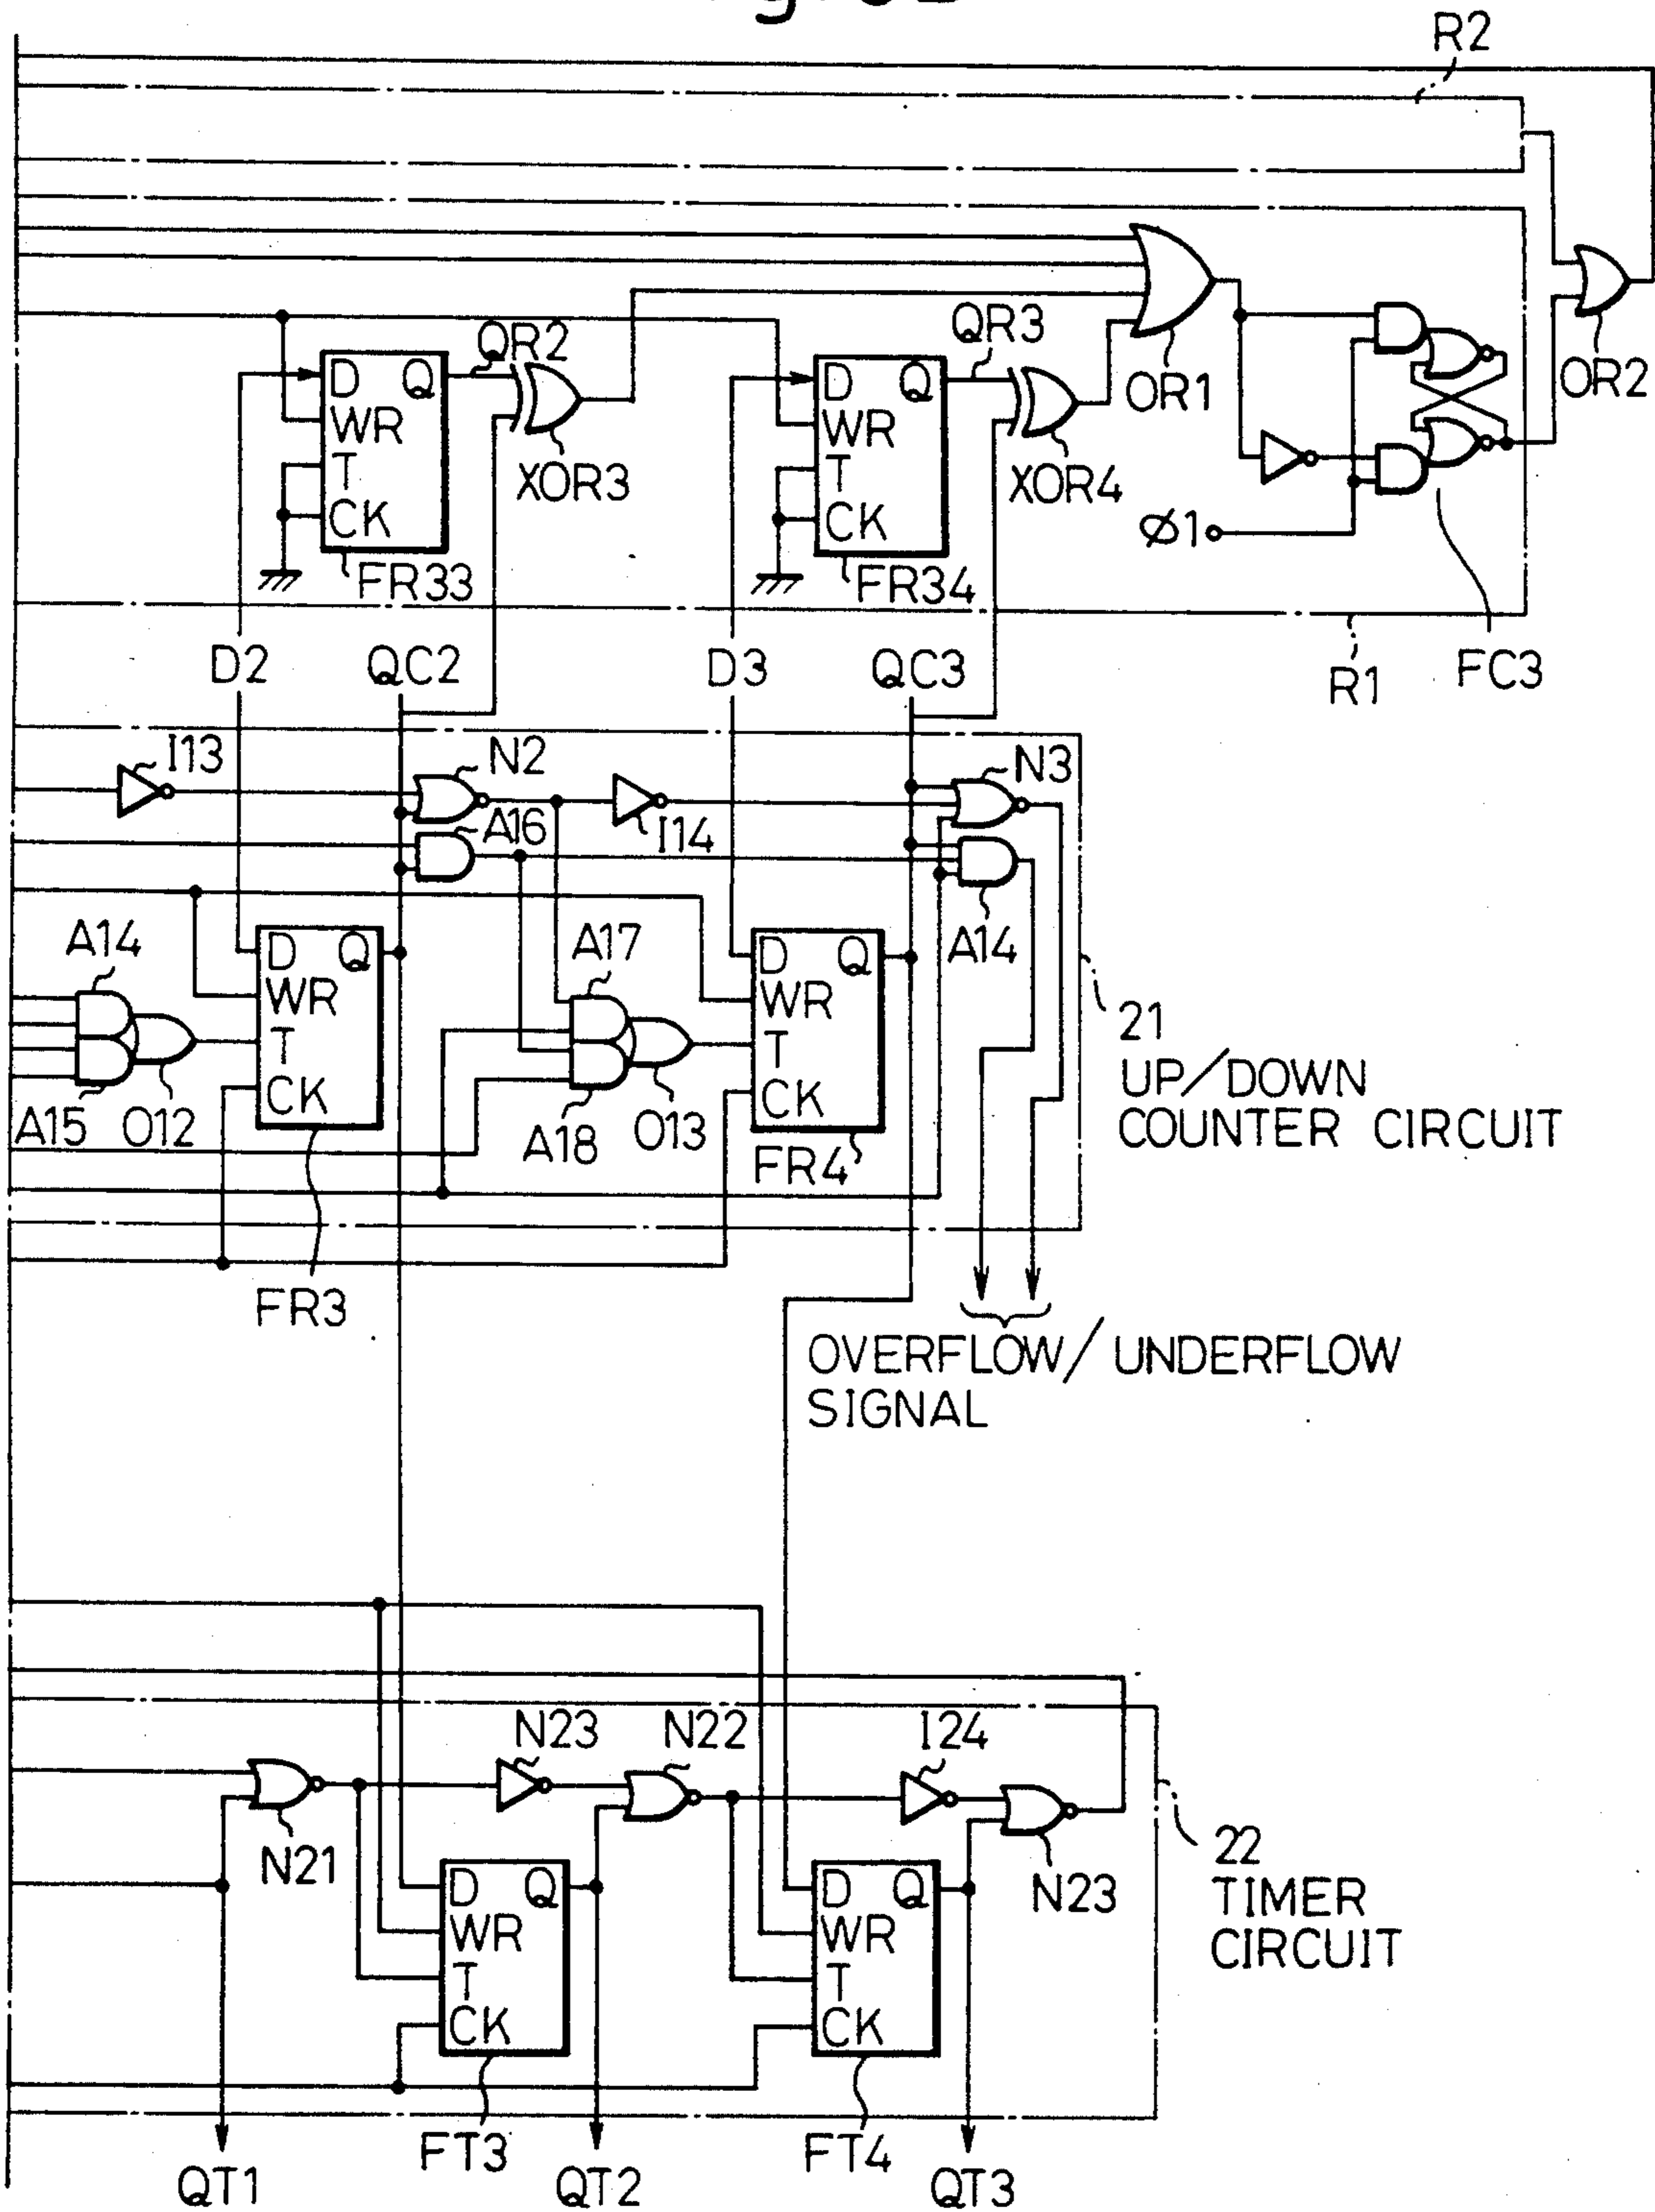 R2
QR2
QR3
D Q
WR
T
CK
XOR3
FR33
D Q
WR
T
CK
XOR4
FR34
OR1
OR2
Ø1
D2
QC2
D3
QC3
R1
FC3
I13
N2
A16
I14
N3
A14
A14
A15
O12
D Q
WR
T
CK
FR3
A17
A18
O13
D Q
WR
T
CK
FR4
21
UP/DOWN
COUNTER CIRCUIT
OVERFLOW/UNDERFLOW
SIGNAL
N21
N23
N22
I24
N23
D Q
WR
T
CK
D Q
WR
T
CK
22
TIMER
CIRCUIT
FT3
FT4
QT1
QT2
QT3